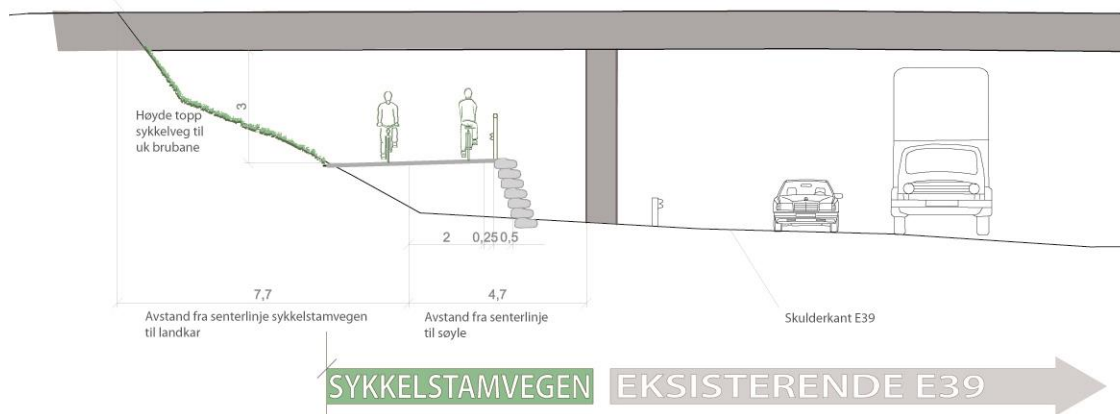 3
Høyde topp
sykkelveg til
uk brubane
2 0,25 0,5
7,7 4,7
Avstand fra senterlinje sykkelstamvegen
til landkar
Avstand fra senterlinje
til søyle
Skulderkant E39
SYKKELSTAMVEGEN EKSISTERENDE E39